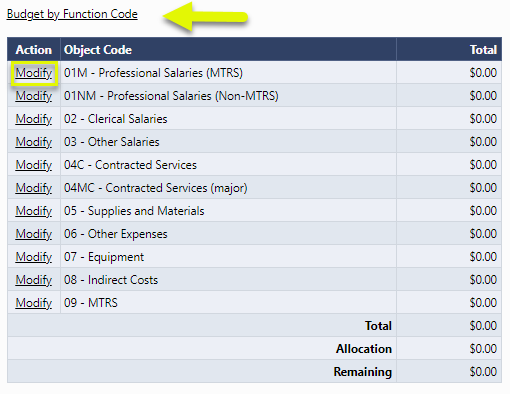 Budget by Function Code
Action Object Code Total
Modify 01M - Professional Salaries (MTRS) $0.00
Modify 01NM - Professional Salaries (Non-MTRS) $0.00
Modify 02 - Clerical Salaries $0.00
Modify 03 - Other Salaries $0.00
Modify 04C - Contracted Services $0.00
Modify 04MC - Contracted Services (major) $0.00
Modify 05 - Supplies and Materials $0.00
Modify 06 - Other Expenses $0.00
Modify 07 - Equipment $0.00
Modify 08 - Indirect Costs $0.00
Modify 09 - MTRS $0.00
Total $0.00
Allocation $0.00
Remaining $0.00